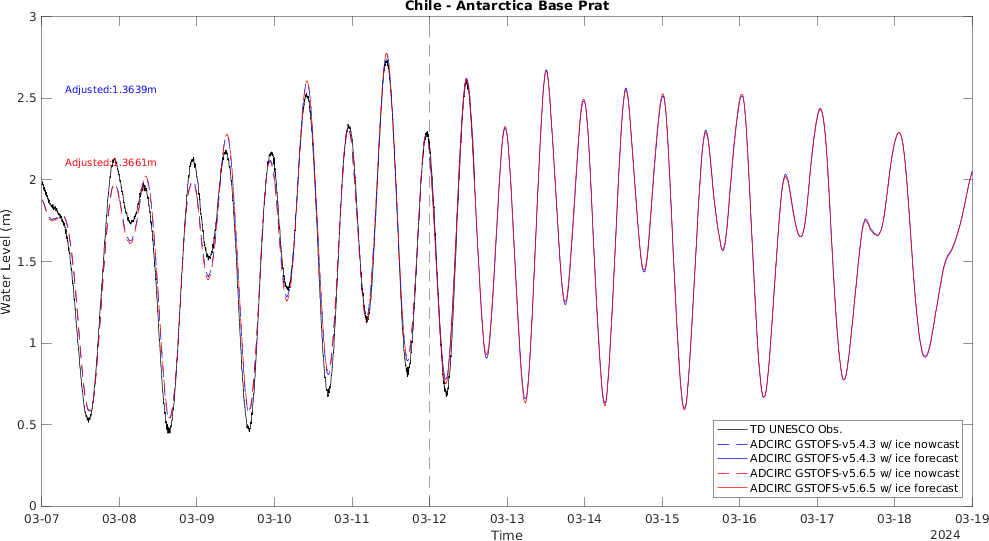 Chile - Antarctica Base Prat
3
2.5
2
1.5
1
0.5
0
Water Level (m)
Adjusted:1.3639m
Adjusted: .3661m
TD UNESCO Obs.
ADCIRC GSTOFS-v5.4.3 w/ ice nowcast
ADCIRC GSTOFS-v5.4.3 w/ ice forecast
ADCIRC GSTOFS-v5.6.5 w/ ice nowcast
ADCIRC GSTOFS-v5.6.5 w/ ice forecast
03-07 03-08 03-09 03-10 03-11 03-12 03-13 03-14 03-15 03-16 03-17 03-18 03-19
Time
2024